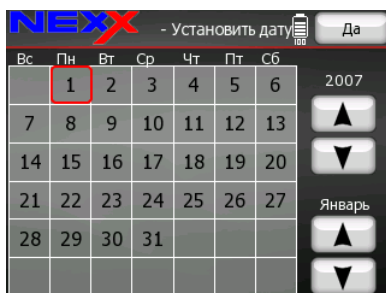 NEXX - Установить дату 100 Да
Вс Пн Вт Ср Чт Пт Сб
1 2 3 4 5 6 2007
7 8 9 10 11 12 13
14 15 16 17 18 19 20
21 22 23 24 25 26 27 Январь
28 29 30 31